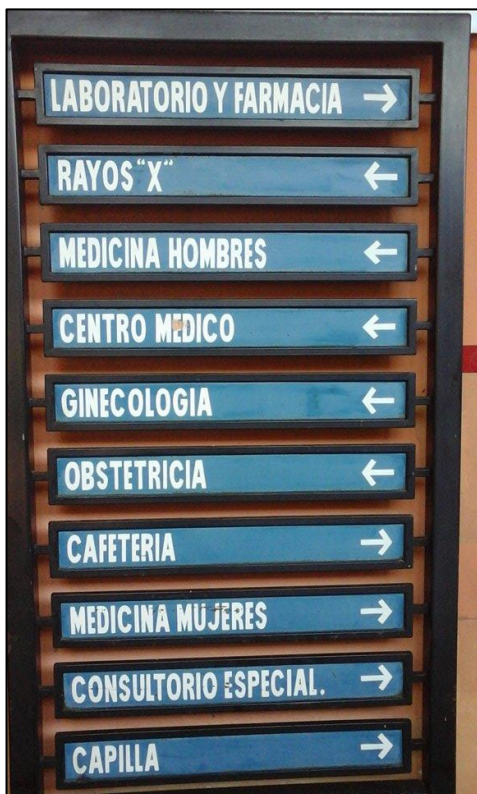 LABORATORIO Y FARMACIA →
RAYOS "X" ←
MEDICINA HOMBRES ←
CENTRO MEDICO ←
GINECOLOGIA ←
OBSTETRICIA ←
CAFETERIA →
MEDICINA MUJERES →
CONSULTORIO ESPECIAL. →
CAPILLA →